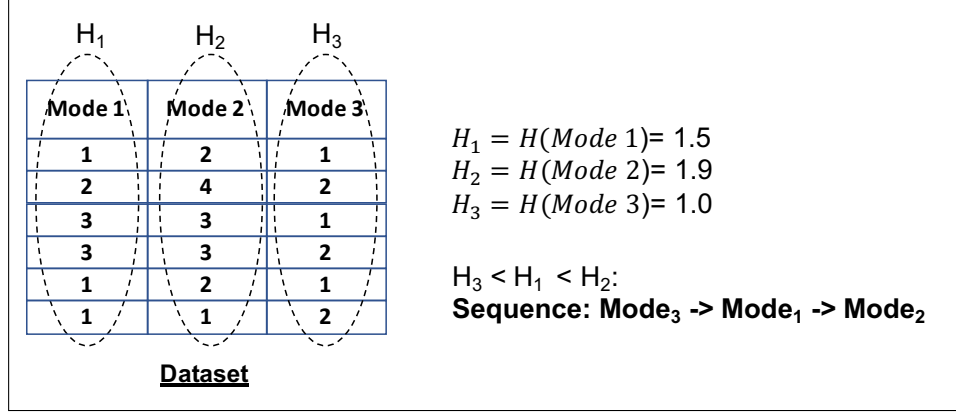 H₁ H₂ H₃
Mode 1 Mode 2 Mode 3
1 2 1
2 4 2
3 3 1
3 3 2
1 2 1
1 1 2
Dataset
H₁ = H(Mode 1)= 1.5
H₂ = H(Mode 2)= 1.9
H₃ = H(Mode 3)= 1.0
H₃ < H₁ < H₂:
Sequence: Mode₃ -> Mode₁ -> Mode₂